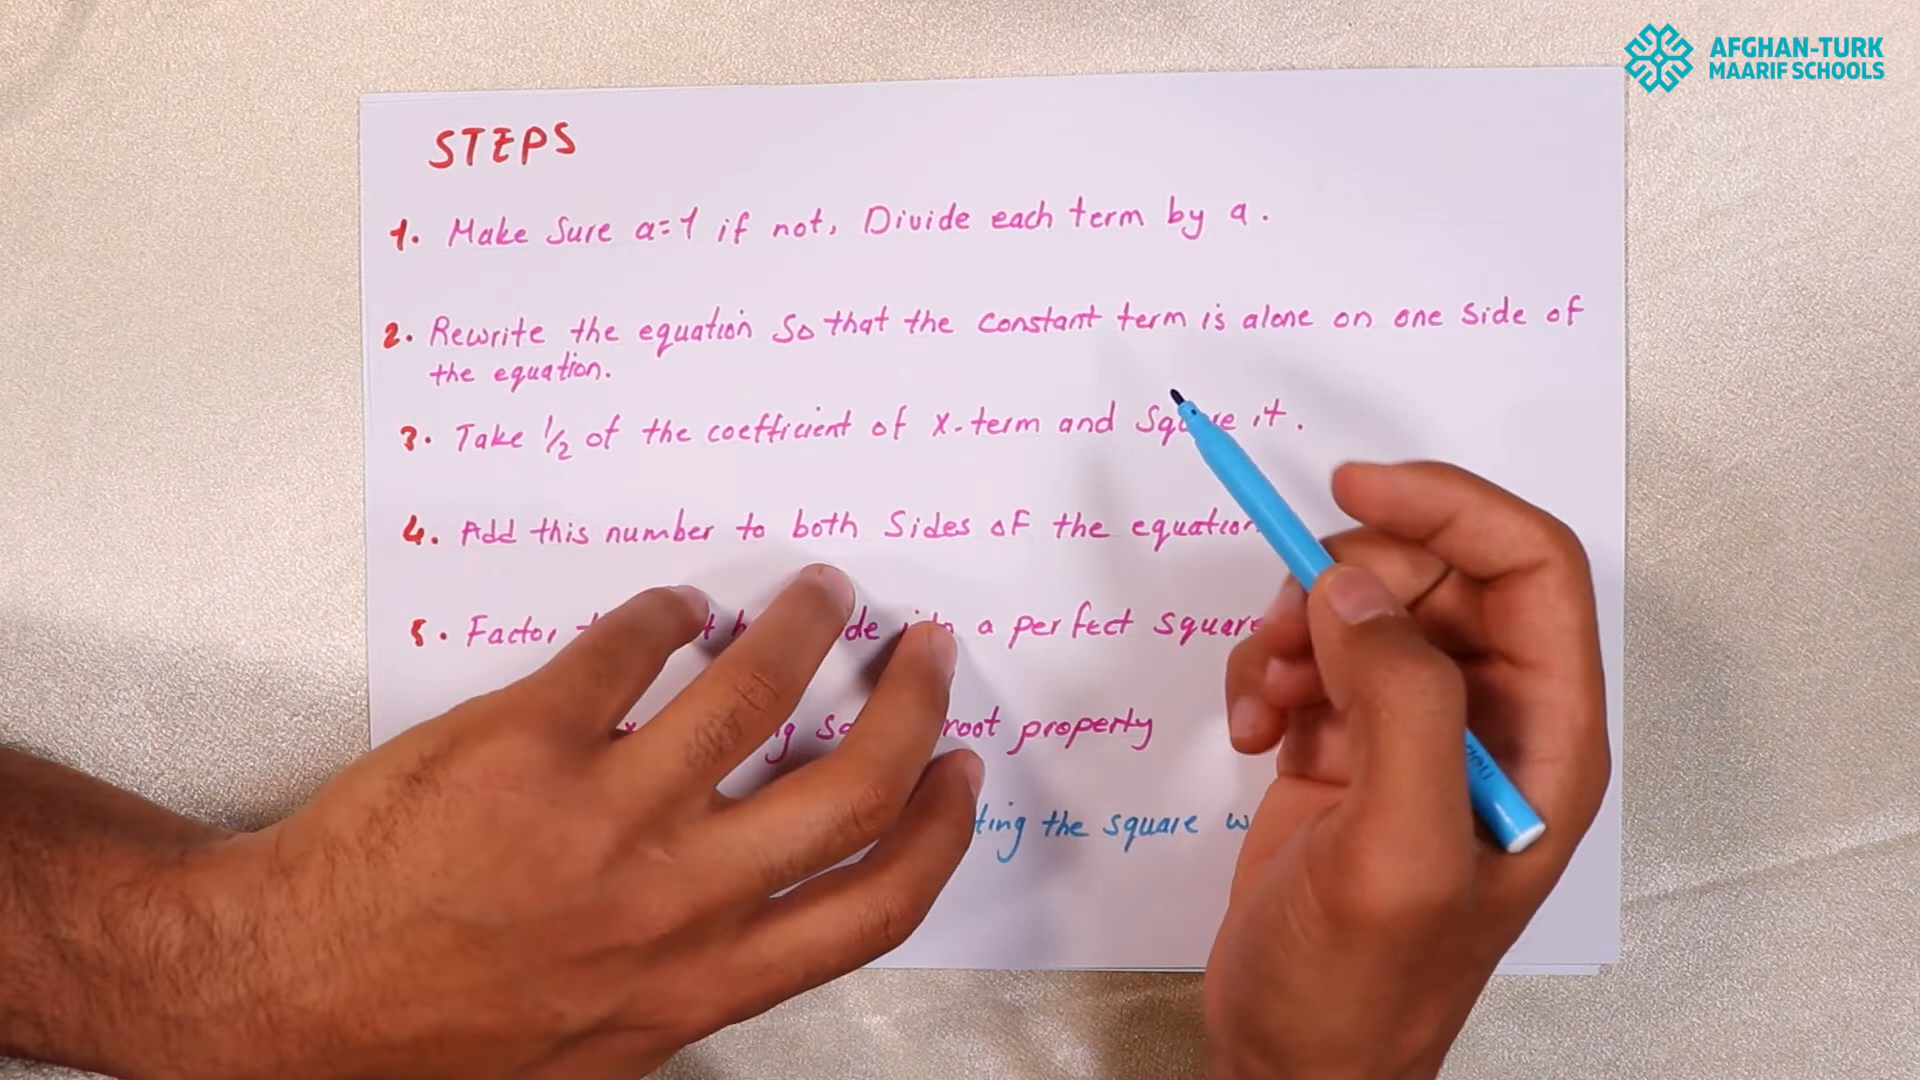 AFGHAN-TURK
MAARIF SCHOOLS
STEPS
1. Make Sure a=1 if not, Divide each term by a.
2. Rewrite the equation So that the constant term is alone on one side of
the equation.
3. Take 1/2 of the coefficient of x-term and Square it.
4. Add this number to both Sides of the equation
5. Factor a perfect square
root property
the square